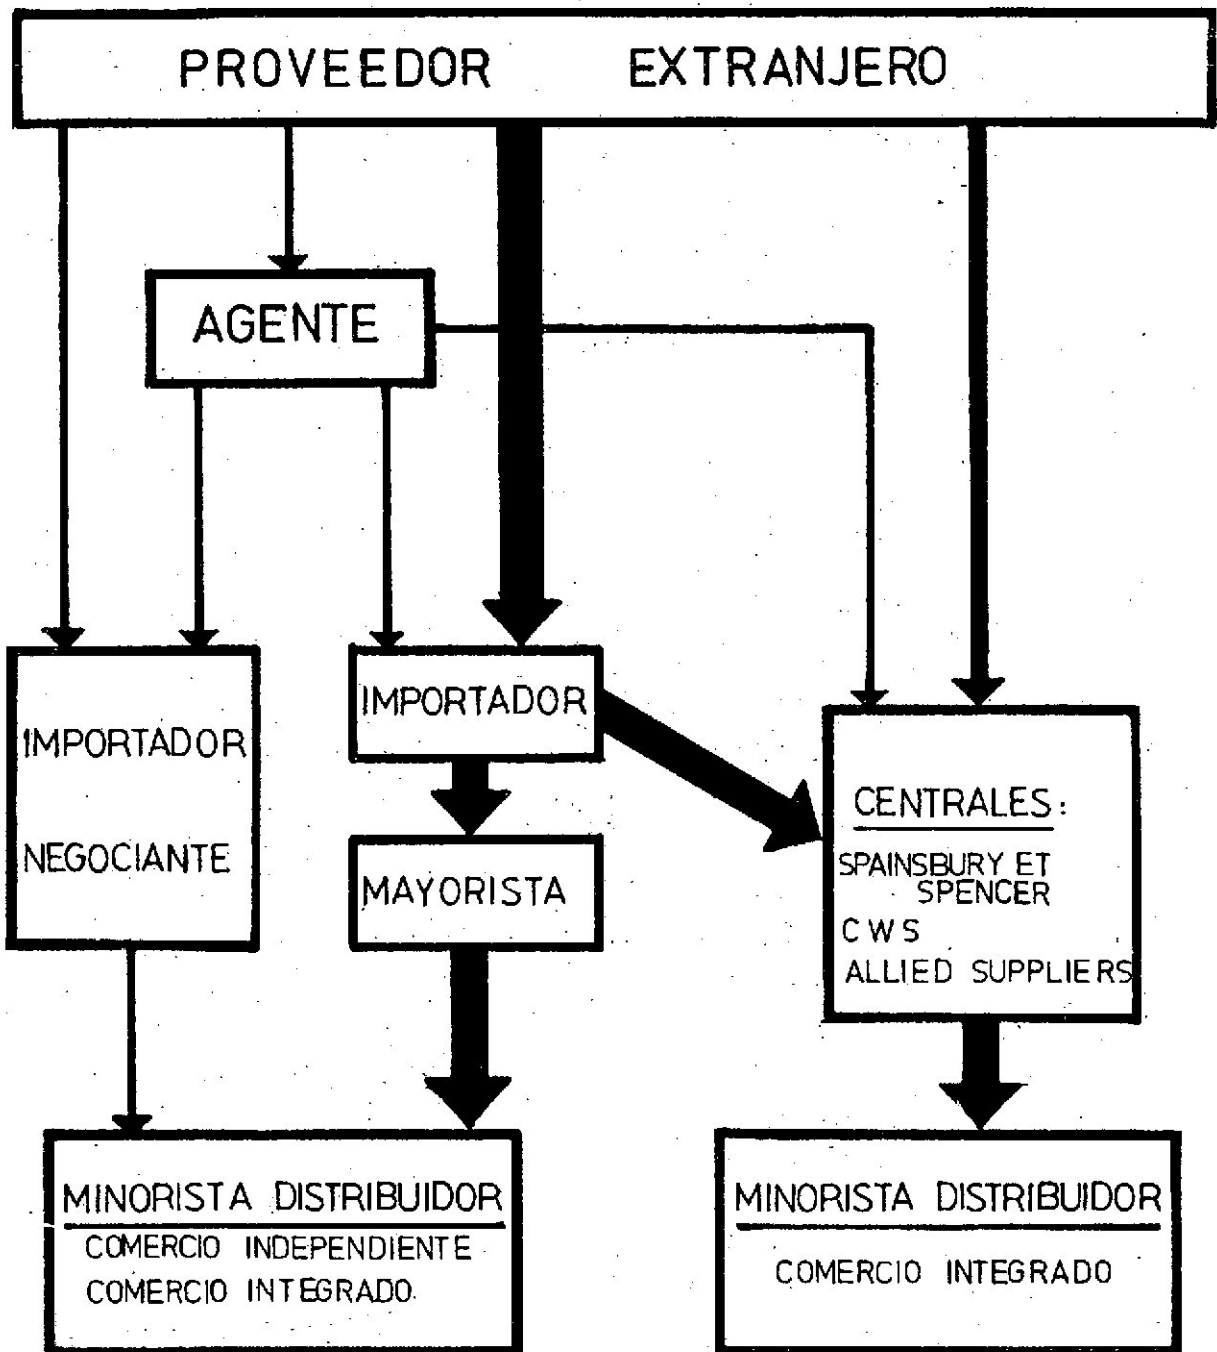 PROVEEDOR EXTRANJERO
AGENTE
IMPORTADOR
NEGOCIANTE
IMPORTADOR
MAYORISTA
CENTRALES:
SPAINSBURY ET
SPENCER
CWS
ALLIED SUPPLIERS
MINORISTA DISTRIBUIDOR
COMERCIO INDEPENDIENTE
COMERCIO INTEGRADO.
MINORISTA DISTRIBUIDOR
COMERCIO INTEGRADO